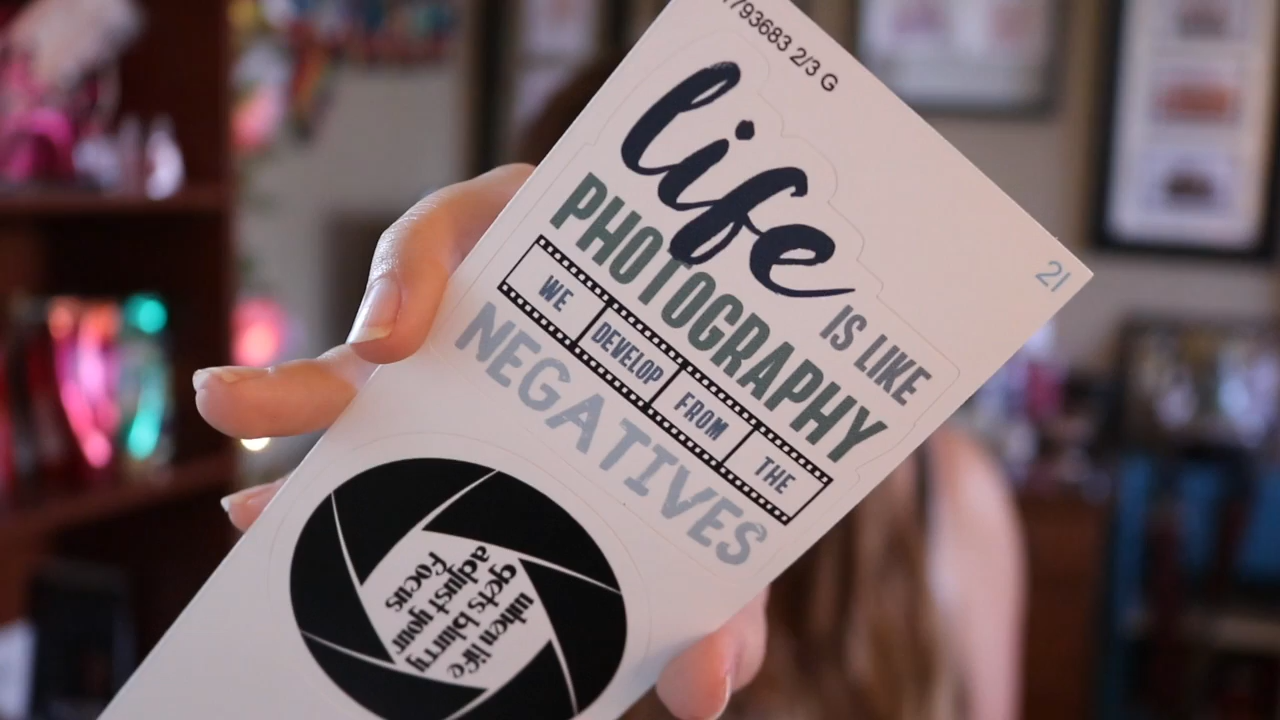 7793683 2/3 G
21
life
IS LIKE
PHOTOGRAPHY
WE DEVELOP FROM THE
NEGATIVES
when life
gets blurry
adjust your
focus